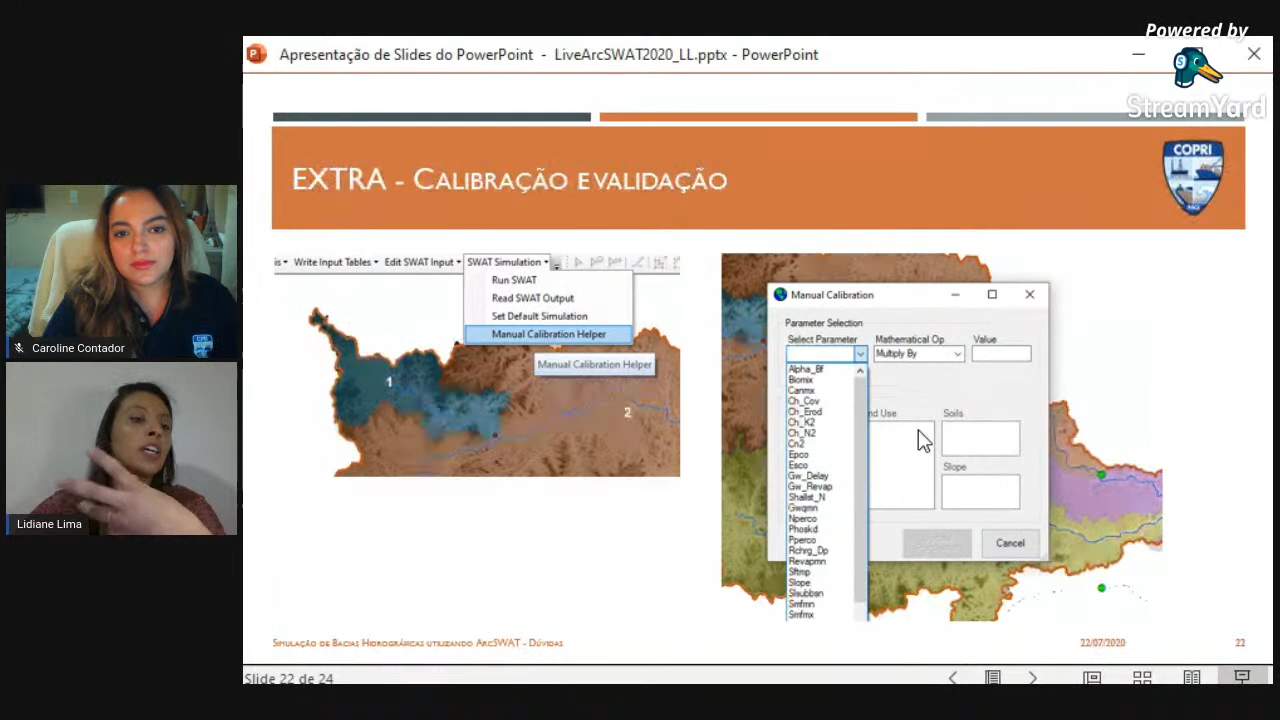 Powered by
StreamYard
Apresentação de Slides do PowerPoint - LiveArcSWAT2020_LL.pptx - PowerPoint
EXTRA - CALIBRAÇÃO E VALIDAÇÃO
COPRI
is Write Input Tables Edit SWAT Input SWAT Simulation
Run SWAT
Read SWAT Output
Set Default Simulation
Manual Calibration Helper
Manual Calibration Helper
1
2
Manual Calibration
Parameter Selection
Select Parameter Mathematical Op Value
Multiply By
Alpha_Bf
Biomix
Canmx
Ch_Cov
Ch_Erod
Ch_K2
Ch_N2
Cn2
Epco
Esco
Gw_Delay
Gw_Revap
Shallst_N
Gwqmn
Nperco
Phoskd
Pperco
Rchrg_Dp
Revapmn
Sftmp
Slope
Slsubbsn
Smfmn
Smfmx
nd Use
Soils
Slope
Cancel
Caroline Contador
COPRI
Lidiane Lima
SIMULAÇÃO DE BACIAS HIDROGRÁFICAS UTILIZANDO ARCSWAT - DÚVIDAS
22/07/2020
22
Slide 22 de 24